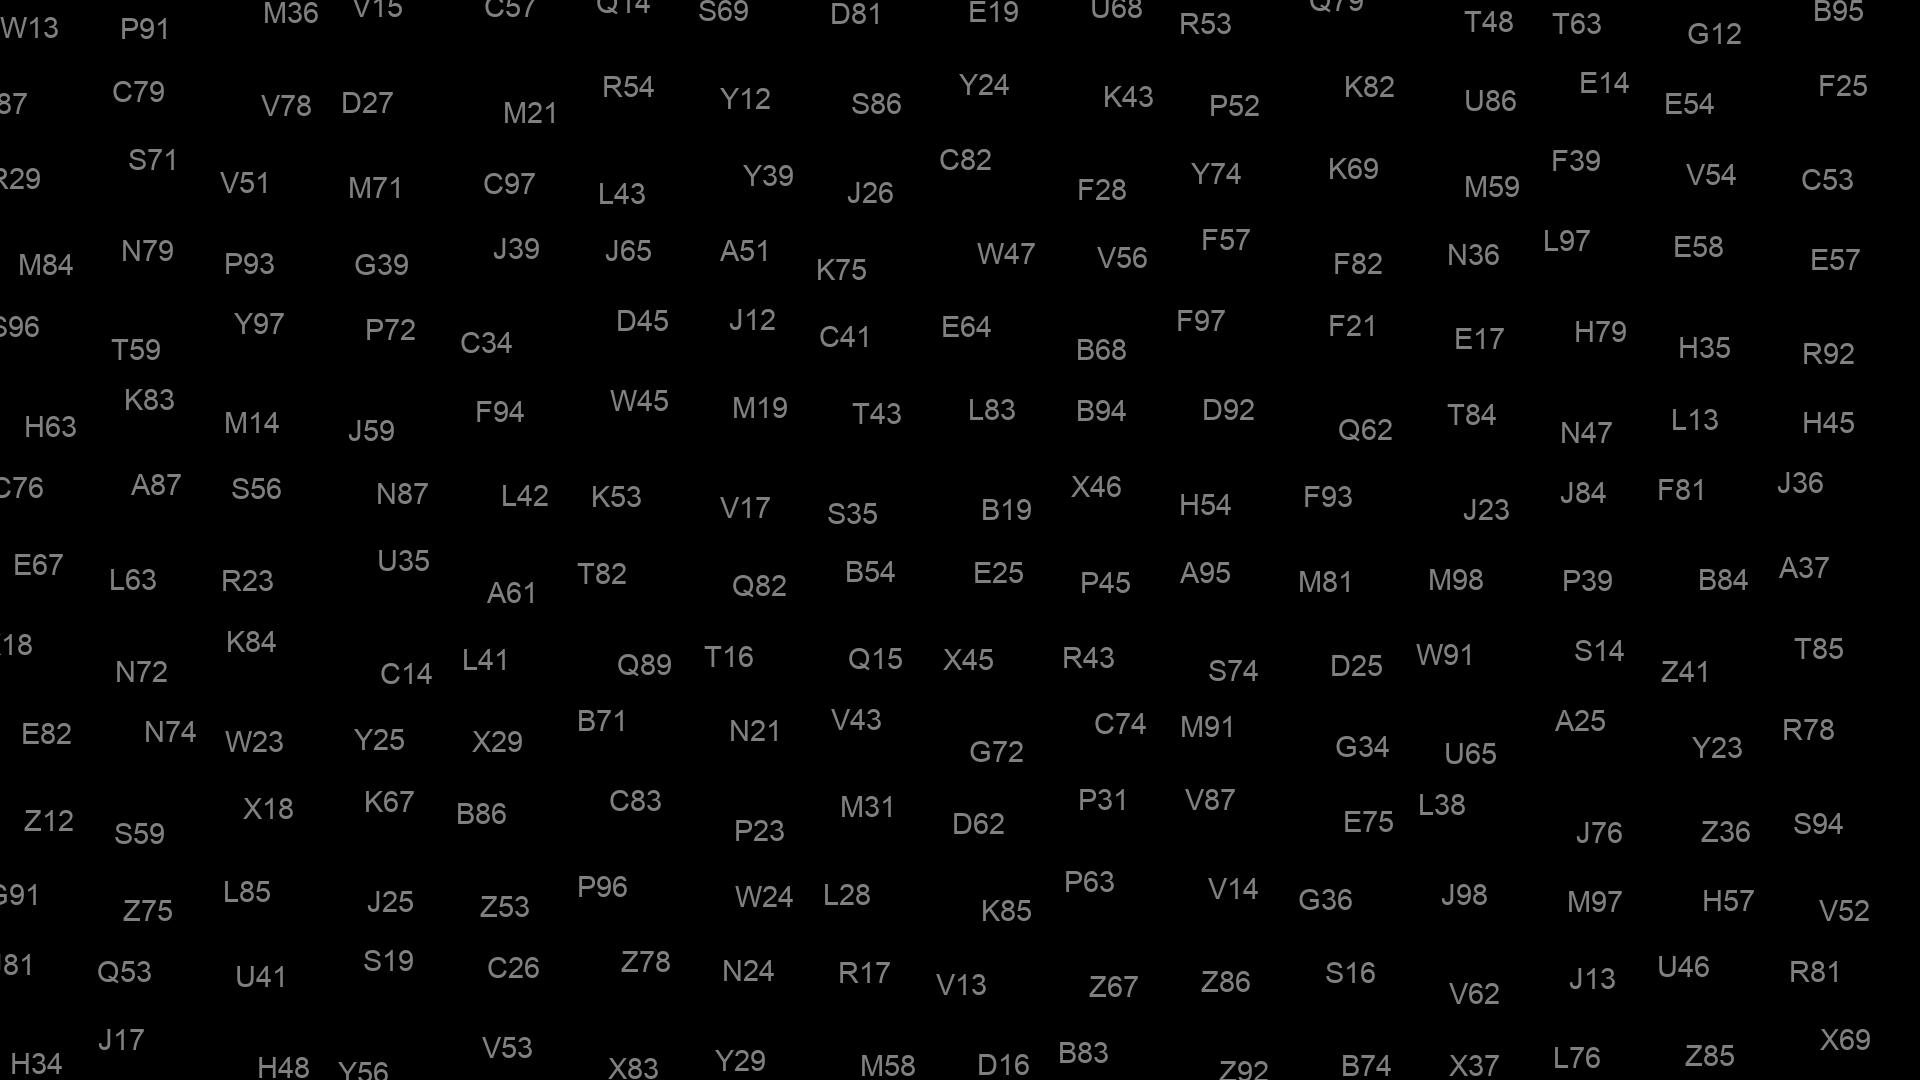 W13 P91 M36 V15 C57 Q14 S69 D81 E19 U68 R53 Q79 T48 T63 G12 B95
87 C79 V78 D27 M21 R54 Y12 S86 Y24 K43 P52 K82 U86 E14 E54 F25
R29 S71 V51 M71 C97 L43 Y39 J26 C82 F28 Y74 K69 M59 F39 V54 C53
M84 N79 P93 G39 J39 J65 A51 K75 W47 V56 F57 F82 N36 L97 E58 E57
S96 T59 Y97 P72 C34 D45 J12 C41 E64 B68 F97 F21 E17 H79 H35 R92
H63 K83 M14 J59 F94 W45 M19 T43 L83 B94 D92 Q62 T84 N47 L13 H45
C76 A87 S56 N87 L42 K53 V17 S35 B19 X46 H54 F93 J23 J84 F81 J36
E67 L63 R23 U35 A61 T82 Q82 B54 E25 P45 A95 M81 M98 P39 B84 A37
18 N72 K84 C14 L41 Q89 T16 Q15 X45 R43 S74 D25 W91 S14 Z41 T85
E82 N74 W23 Y25 X29 B71 N21 V43 G72 C74 M91 G34 U65 A25 Y23 R78
Z12 S59 X18 K67 B86 C83 P23 M31 D62 P31 V87 E75 L38 J76 Z36 S94
G91 Z75 L85 J25 Z53 P96 W24 L28 K85 P63 V14 G36 J98 M97 H57 V52
81 Q53 U41 S19 C26 Z78 N24 R17 V13 Z67 Z86 S16 V62 J13 U46 R81
H34 J17 H48 Y56 V53 X83 Y29 M58 D16 B83 Z92 B74 X37 L76 Z85 X69